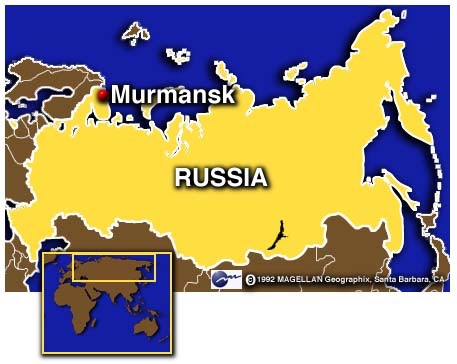 Murmansk
RUSSIA
© 1992 MAGELLAN Geographix, Santa Barbara, CA